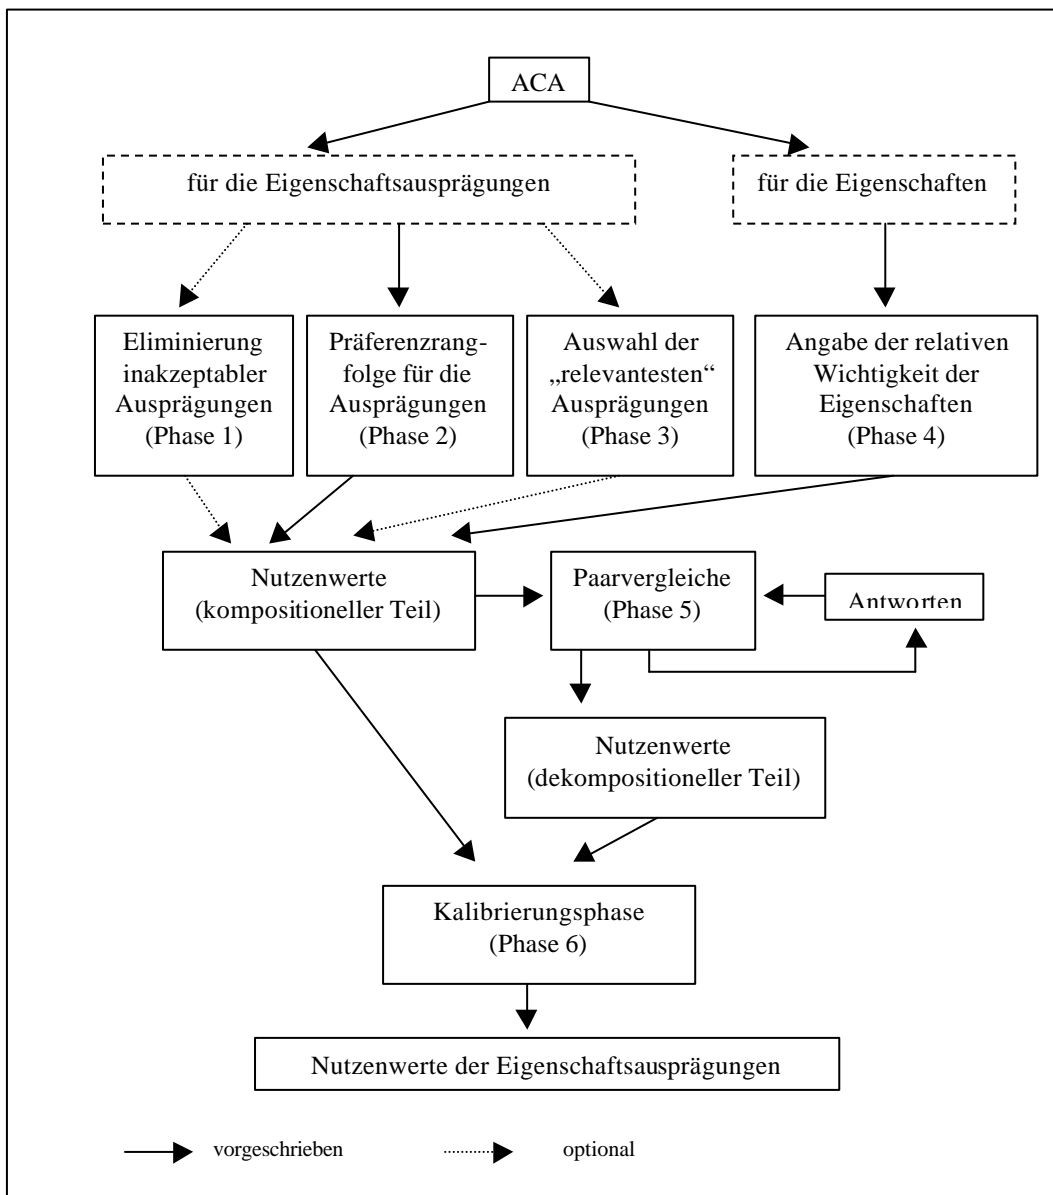 ACA
für die Eigenschaftsausprägungen
für die Eigenschaften
Eliminierung
inakzeptabler
Ausprägungen
(Phase 1)
Präferenzrang-
folge für die
Ausprägungen
(Phase 2)
Auswahl der
„relevantesten“
Ausprägungen
(Phase 3)
Angabe der relativen
Wichtigkeit der
Eigenschaften
(Phase 4)
Nutzenwerte
(kompositioneller Teil)
Paarvergleiche
(Phase 5)
Antworten
Nutzenwerte
(dekompositioneller Teil)
Kalibrierungsphase
(Phase 6)
Nutzenwerte der Eigenschaftsausprägungen
vorgeschrieben
optional